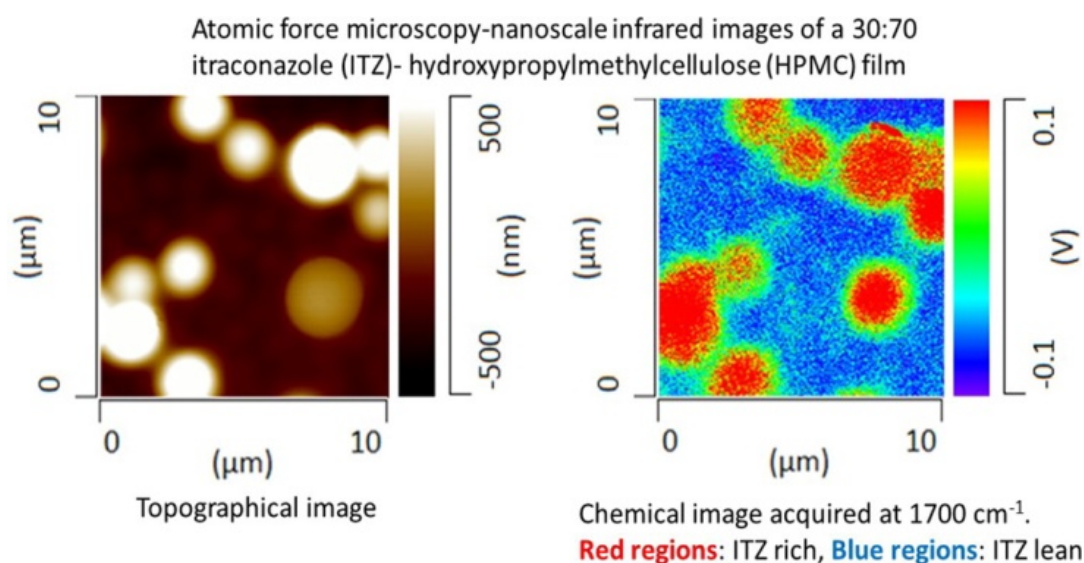 Atomic force microscopy-nanoscale infrared images of a 30:70
itraconazole (ITZ)- hydroxypropylmethylcellulose (HPMC) film
10
(µm)
0
0
10
(µm)
500
(nm)
-500
Topographical image
10
(µm)
0
0
10
(µm)
0.1
(V)
-0.1
Chemical image acquired at 1700 cm⁻¹.
Red regions: ITZ rich, Blue regions: ITZ lean